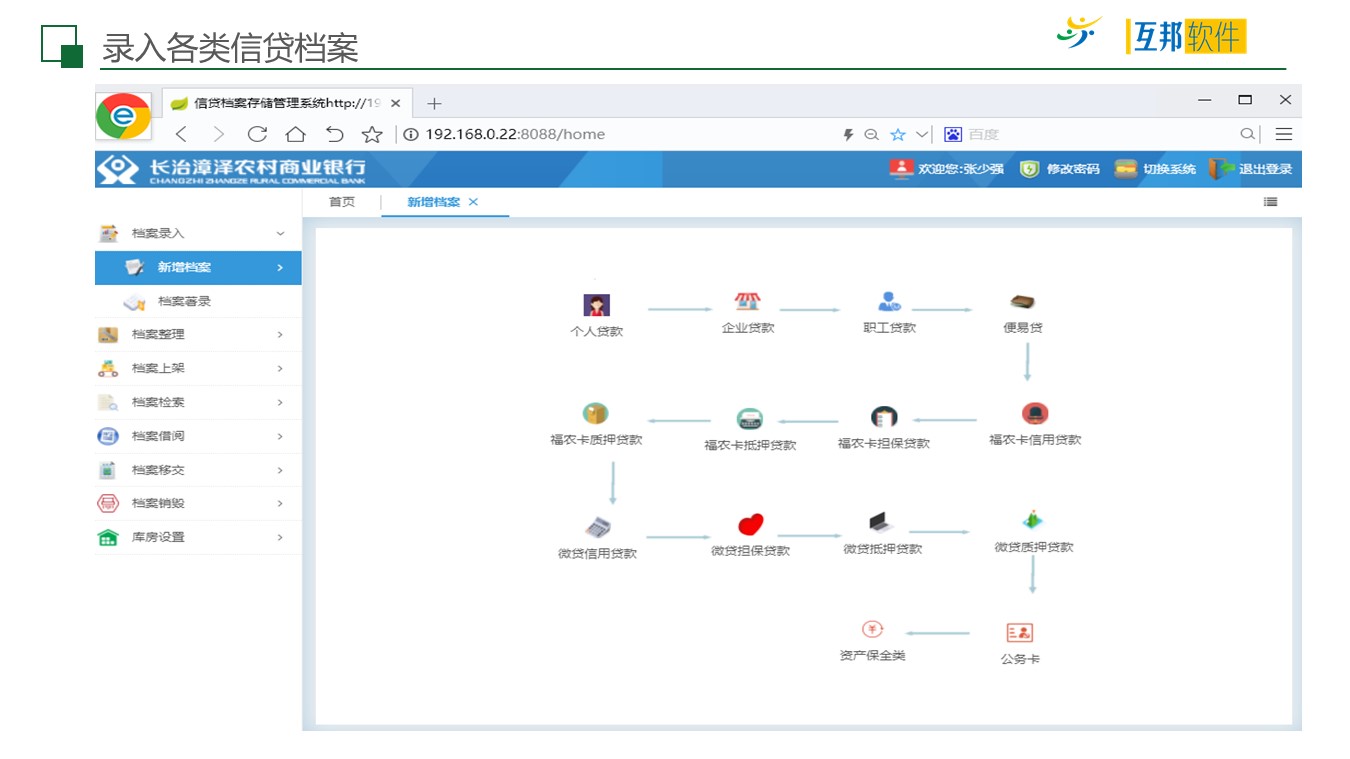 录入各类信贷档案
互邦软件
信贷档案存储管理系统http://19
192.168.0.22:8088/home
百度
长治漳泽农村商业银行
CHANGZHI ZHANGZE RURAL COMMERCIAL BANK
欢迎您:张少强 修改密码 切换系统 退出登录
首页 新增档案
档案录入
新增档案
档案著录
档案整理
档案上架
档案检索
档案借阅
档案移交
档案销毁
库房设置
个人贷款 企业贷款 职工贷款 便易贷
福农卡质押贷款 福农卡抵押贷款 福农卡担保贷款 福农卡信用贷款
微贷信用贷款 微贷担保贷款 微贷抵押贷款 微贷质押贷款
资产保全类 公务卡